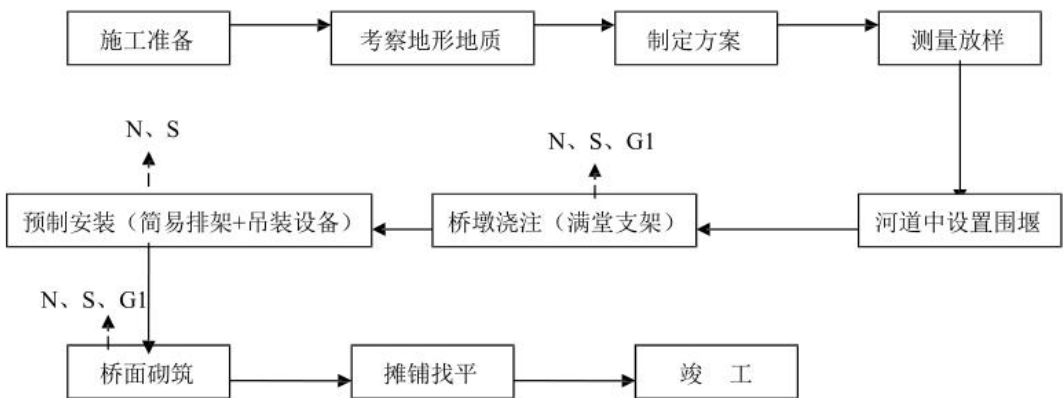 施工准备
考察地形地质
制定方案
测量放样
N、S
N、S、G1
预制安装（简易排架+吊装设备）
桥墩浇注（满堂支架）
河道中设置围堰
N、S、G1
桥面砌筑
摊铺找平
竣 工